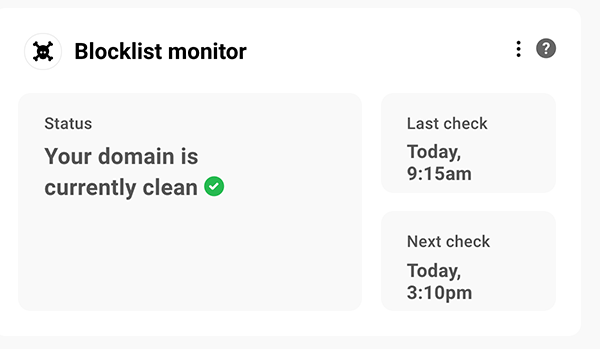 Blocklist monitor
?
Status
Your domain is
currently clean
Last check
Today,
9:15am
Next check
Today,
3:10pm